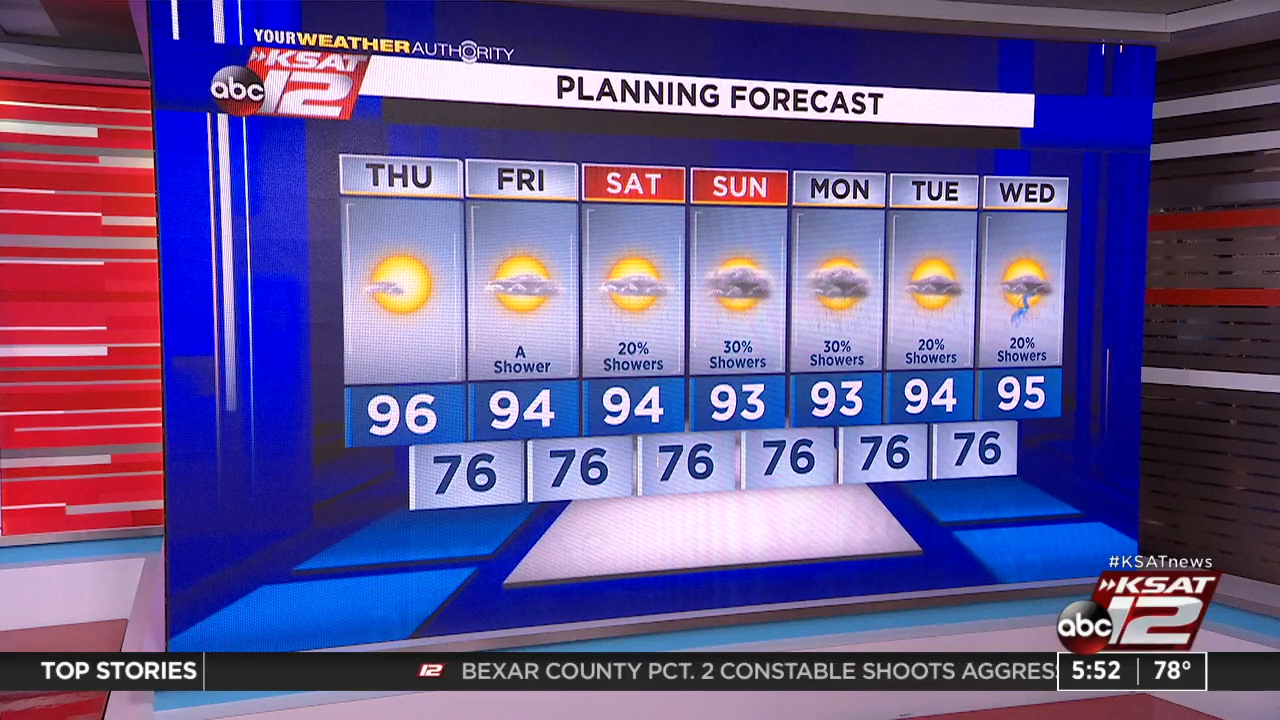 YOUR WEATHER AUTHORITY
abc KSAT 12
PLANNING FORECAST
THU FRI SAT SUN MON TUE WED
A Shower
20% Showers
30% Showers
30% Showers
20% Showers
20% Showers
96 94 94 93 93 94 95
76 76 76 76 76 76
#KSATnews
KSAT
abc 12
TOP STORIES 12 BEXAR COUNTY PCT. 2 CONSTABLE SHOOTS AGGRES 5:52 78°